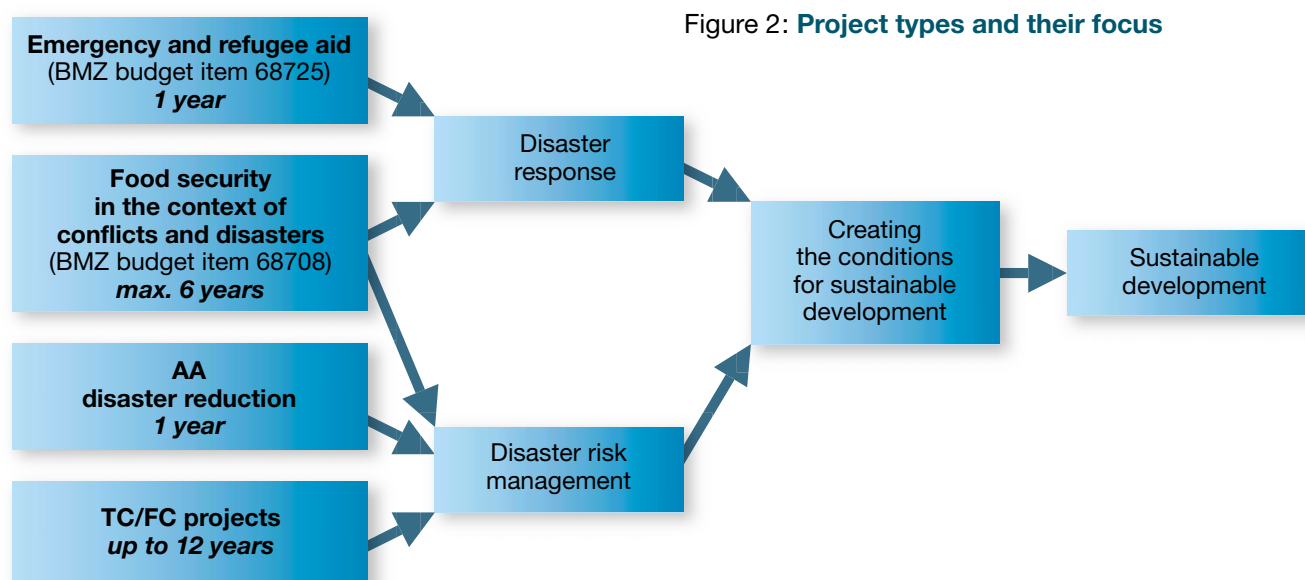 Figure 2: Project types and their focus
Emergency and refugee aid
(BMZ budget item 68725)
1 year
Food security
in the context of
conflicts and disasters
(BMZ budget item 68708)
max. 6 years
AA
disaster reduction
1 year
TC/FC projects
up to 12 years
Disaster
response
Disaster risk
management
Creating
the conditions
for sustainable
development
Sustainable
development